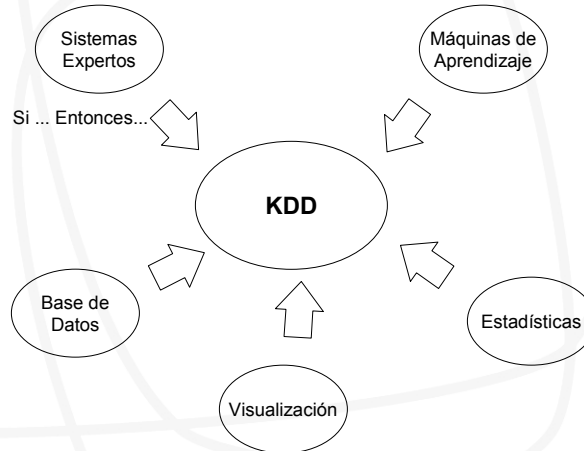 Sistemas
Expertos
Máquinas de
Aprendizaje
Si ... Entonces...
KDD
Base de
Datos
Estadísticas
Visualización